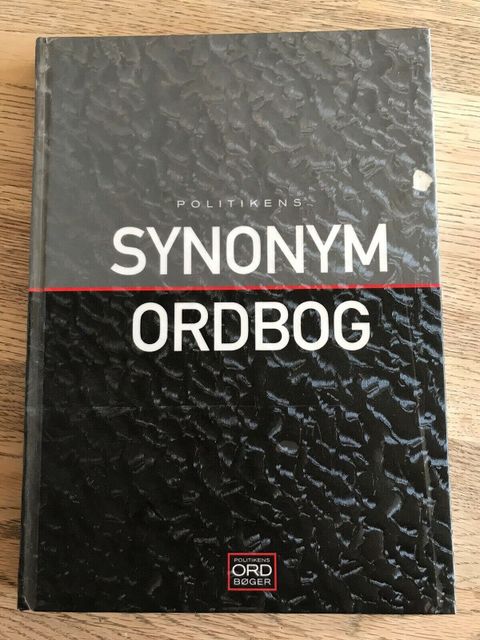 POLITIKENS
SYNONYM
ORDBOG
POLITIKENS
ORD
BØGER